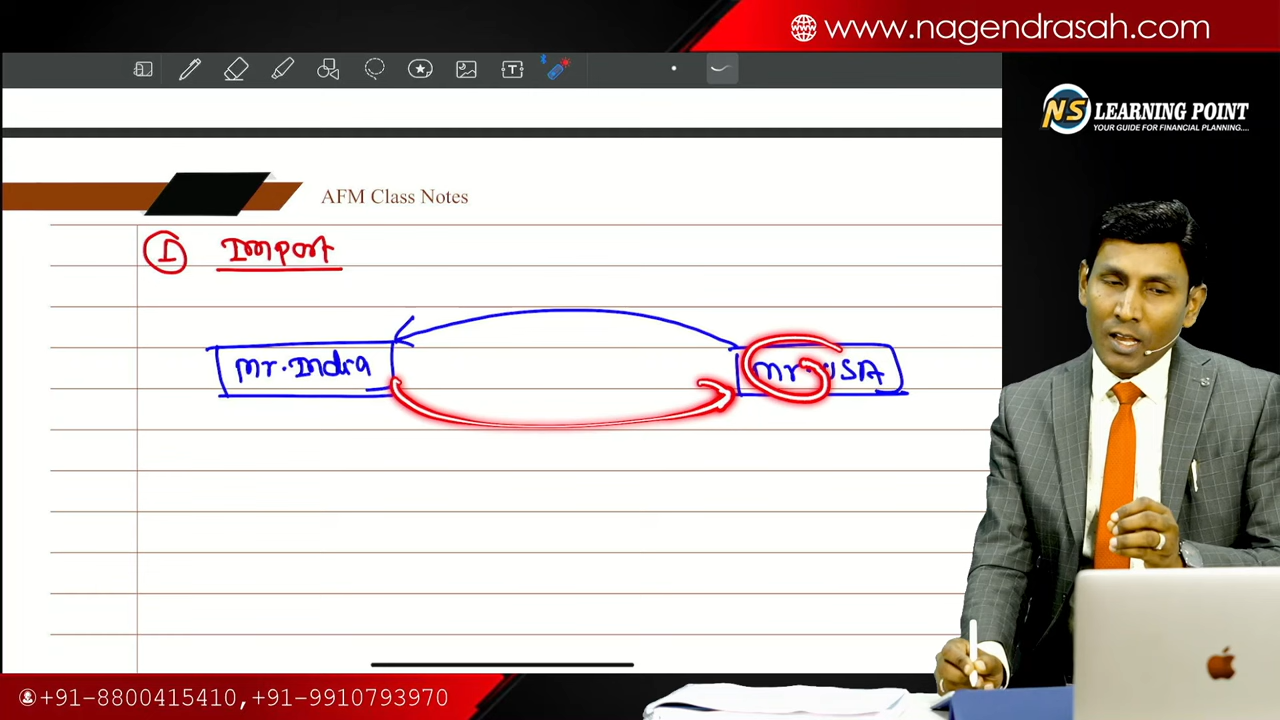 www.nagendrasah.com
NS LEARNING POINT
YOUR GUIDE FOR FINANCIAL PLANNING....
AFM Class Notes
I Import
Mr. India
Mr. USA
+91-8800415410,+91-9910793970